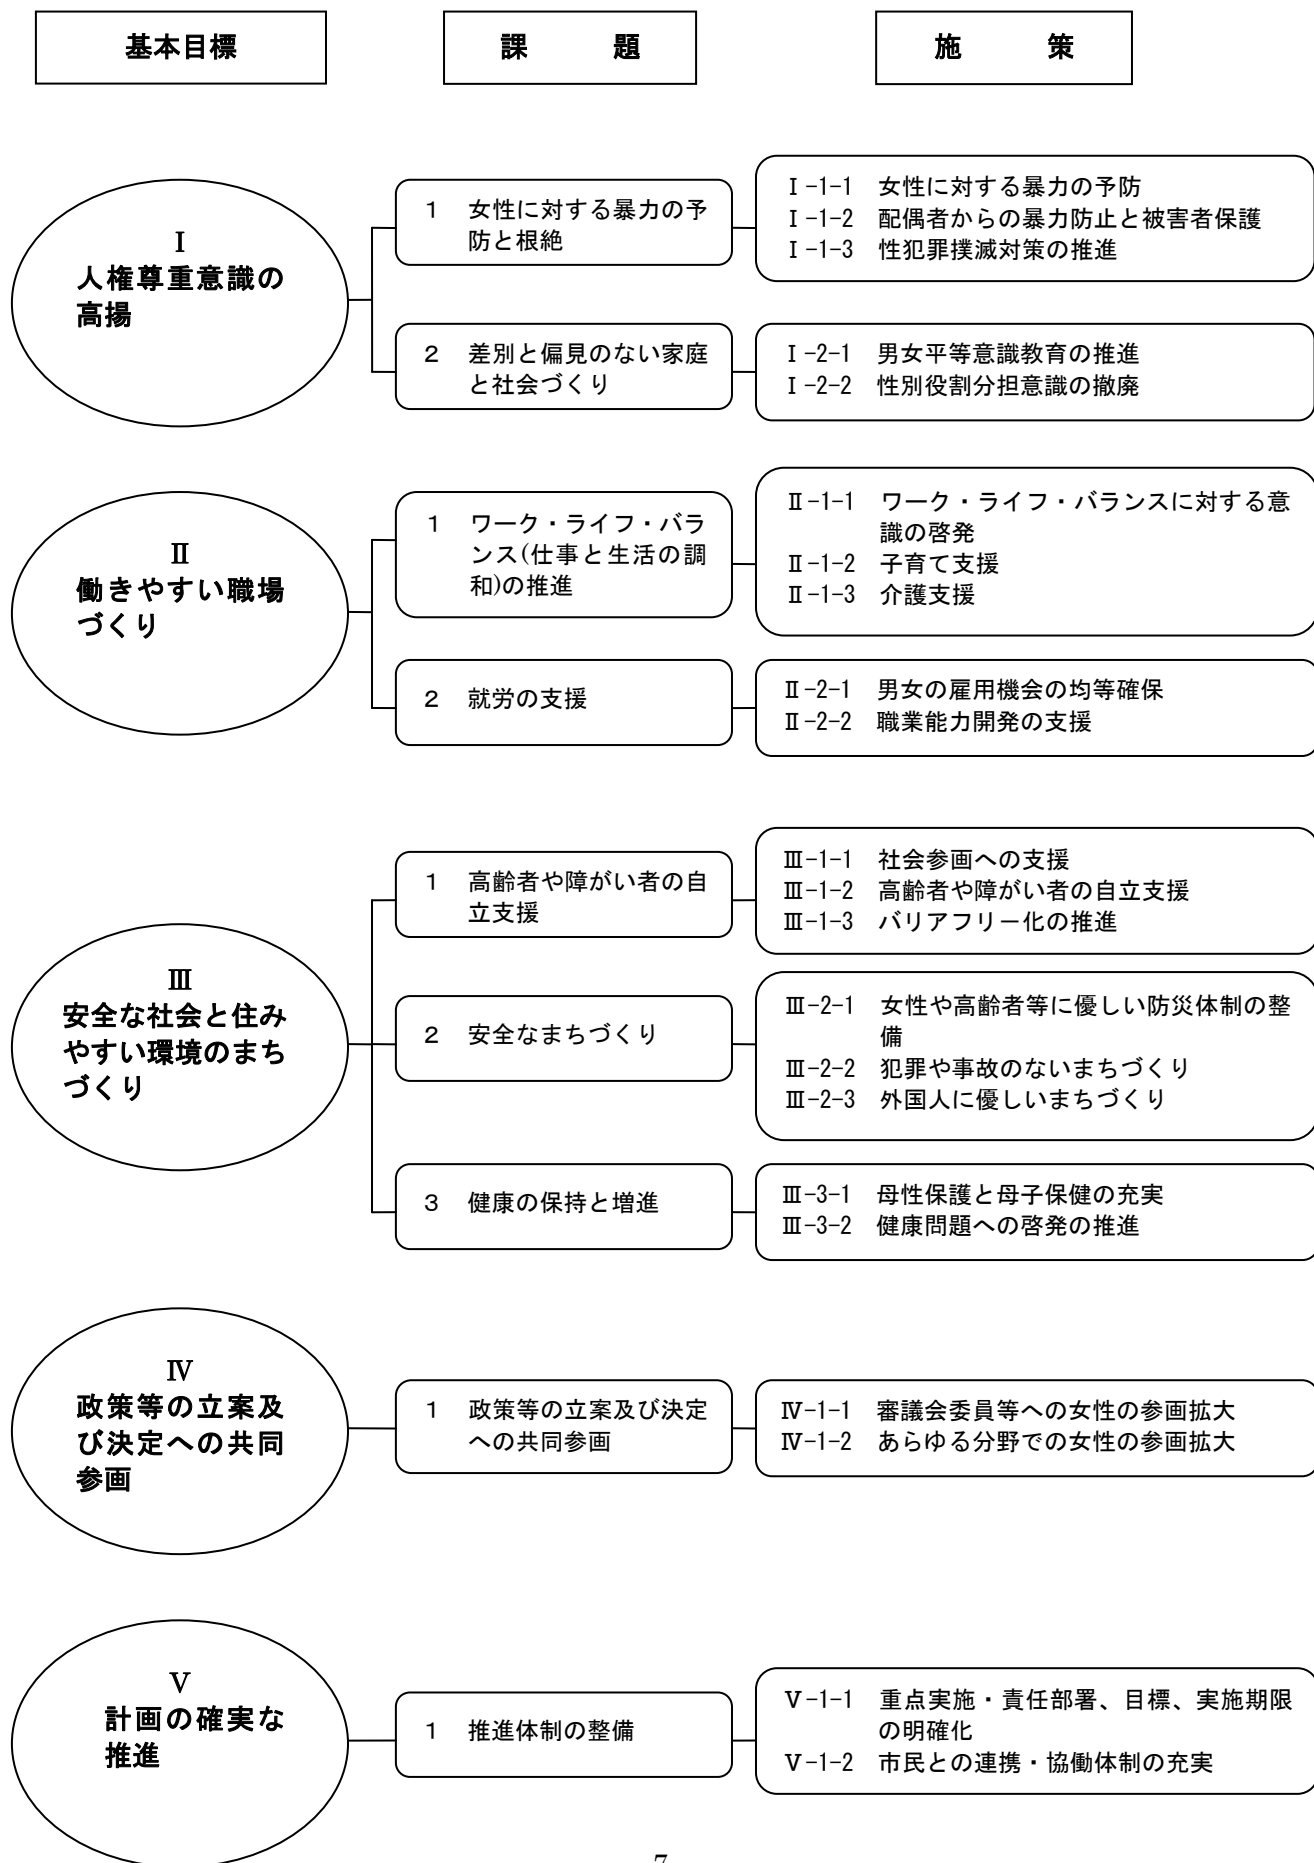 基本目標
課　題
施　策
Ⅰ
人権尊重意識の
高揚
1　女性に対する暴力の予
防と根絶
Ⅰ-1-1　女性に対する暴力の予防
Ⅰ-1-2　配偶者からの暴力防止と被害者保護
Ⅰ-1-3　性犯罪撲滅対策の推進
2　差別と偏見のない家庭
と社会づくり
Ⅰ-2-1　男女平等意識教育の推進
Ⅰ-2-2　性別役割分担意識の撤廃
Ⅱ
働きやすい職場
づくり
1　ワーク・ライフ・バラ
ンス(仕事と生活の調
和)の推進
Ⅱ-1-1　ワーク・ライフ・バランスに対する意
識の啓発
Ⅱ-1-2　子育て支援
Ⅱ-1-3　介護支援
2　就労の支援
Ⅱ-2-1　男女の雇用機会の均等確保
Ⅱ-2-2　職業能力開発の支援
Ⅲ
安全な社会と住み
やすい環境のまち
づくり
1　高齢者や障がい者の自
立支援
Ⅲ-1-1　社会参画への支援
Ⅲ-1-2　高齢者や障がい者の自立支援
Ⅲ-1-3　バリアフリー化の推進
2　安全なまちづくり
Ⅲ-2-1　女性や高齢者等に優しい防災体制の整
備
Ⅲ-2-2　犯罪や事故のないまちづくり
Ⅲ-2-3　外国人に優しいまちづくり
3　健康の保持と増進
Ⅲ-3-1　母性保護と母子保健の充実
Ⅲ-3-2　健康問題への啓発の推進
Ⅳ
政策等の立案及
び決定への共同
参画
1　政策等の立案及び決定
への共同参画
Ⅳ-1-1　審議会委員等への女性の参画拡大
Ⅳ-1-2　あらゆる分野での女性の参画拡大
Ⅴ
計画の確実な
推進
1　推進体制の整備
Ⅴ-1-1　重点実施・責任部署、目標、実施期限
の明確化
Ⅴ-1-2　市民との連携・協働体制の充実
7